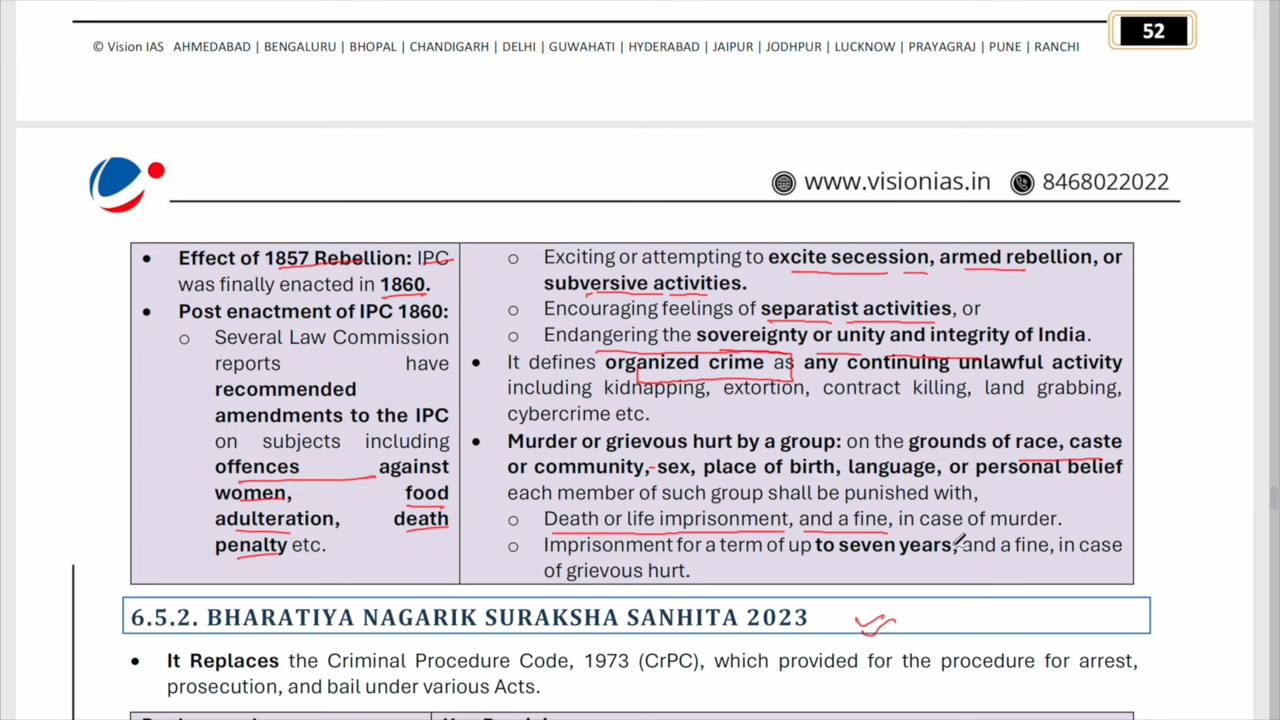 52
© Vision IAS AHMEDABAD | BENGALURU | BHOPAL | CHANDIGARH | DELHI | GUWAHATI | HYDERABAD | JAIPUR | JODHPUR | LUCKNOW | PRAYAGRAJ | PUNE | RANCHI
www.visionias.in 8468022022
• Effect of 1857 Rebellion: IPC
was finally enacted in 1860.
• Post enactment of IPC 1860:
o Several Law Commission
reports have
recommended
amendments to the IPC
on subjects including
offences against
women, food
adulteration, death
penalty etc.
o Exciting or attempting to excite secession, armed rebellion, or
subversive activities.
o Encouraging feelings of separatist activities, or
o Endangering the sovereignty or unity and integrity of India.
• It defines organized crime as any continuing unlawful activity
including kidnapping, extortion, contract killing, land grabbing,
cybercrime etc.
• Murder or grievous hurt by a group: on the grounds of race, caste
or community, sex, place of birth, language, or personal belief
each member of such group shall be punished with,
o Death or life imprisonment, and a fine, in case of murder.
o Imprisonment for a term of up to seven years, and a fine, in case
of grievous hurt.
6.5.2. BHARATIYA NAGARIK SURAKSHA SANHITA 2023
• It Replaces the Criminal Procedure Code, 1973 (CrPC), which provided for the procedure for arrest,
prosecution, and bail under various Acts.